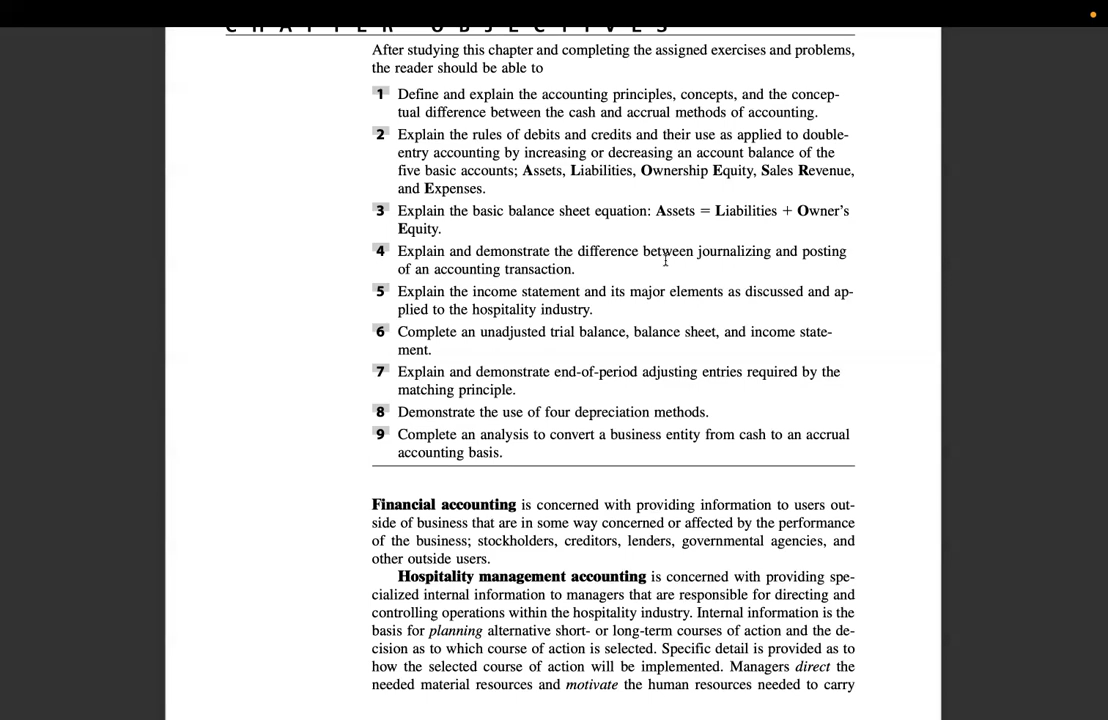 CHAPTER OBJECTIVES
After studying this chapter and completing the assigned exercises and problems,
the reader should be able to
1 Define and explain the accounting principles, concepts, and the concep-
tual difference between the cash and accrual methods of accounting.
2 Explain the rules of debits and credits and their use as applied to double-
entry accounting by increasing or decreasing an account balance of the
five basic accounts; Assets, Liabilities, Ownership Equity, Sales Revenue,
and Expenses.
3 Explain the basic balance sheet equation: Assets = Liabilities + Owner's
Equity.
4 Explain and demonstrate the difference between journalizing and posting
of an accounting transaction.
5 Explain the income statement and its major elements as discussed and ap-
plied to the hospitality industry.
6 Complete an unadjusted trial balance, balance sheet, and income state-
ment.
7 Explain and demonstrate end-of-period adjusting entries required by the
matching principle.
8 Demonstrate the use of four depreciation methods.
9 Complete an analysis to convert a business entity from cash to an accrual
accounting basis.
Financial accounting is concerned with providing information to users out-
side of business that are in some way concerned or affected by the performance
of the business; stockholders, creditors, lenders, governmental agencies, and
other outside users.
Hospitality management accounting is concerned with providing spe-
cialized internal information to managers that are responsible for directing and
controlling operations within the hospitality industry. Internal information is the
basis for planning alternative short- or long-term courses of action and the de-
cision as to which course of action is selected. Specific detail is provided as to
how the selected course of action will be implemented. Managers direct the
needed material resources and motivate the human resources needed to carry